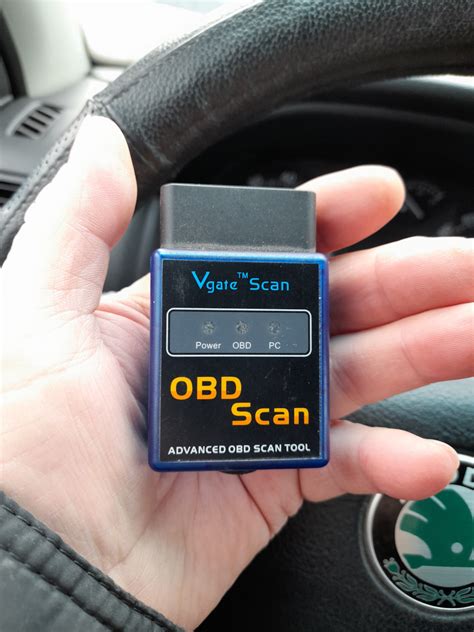 Vgate™ Scan
Power OBD PC
OBD
Scan
ADVANCED OBD SCAN TOOL